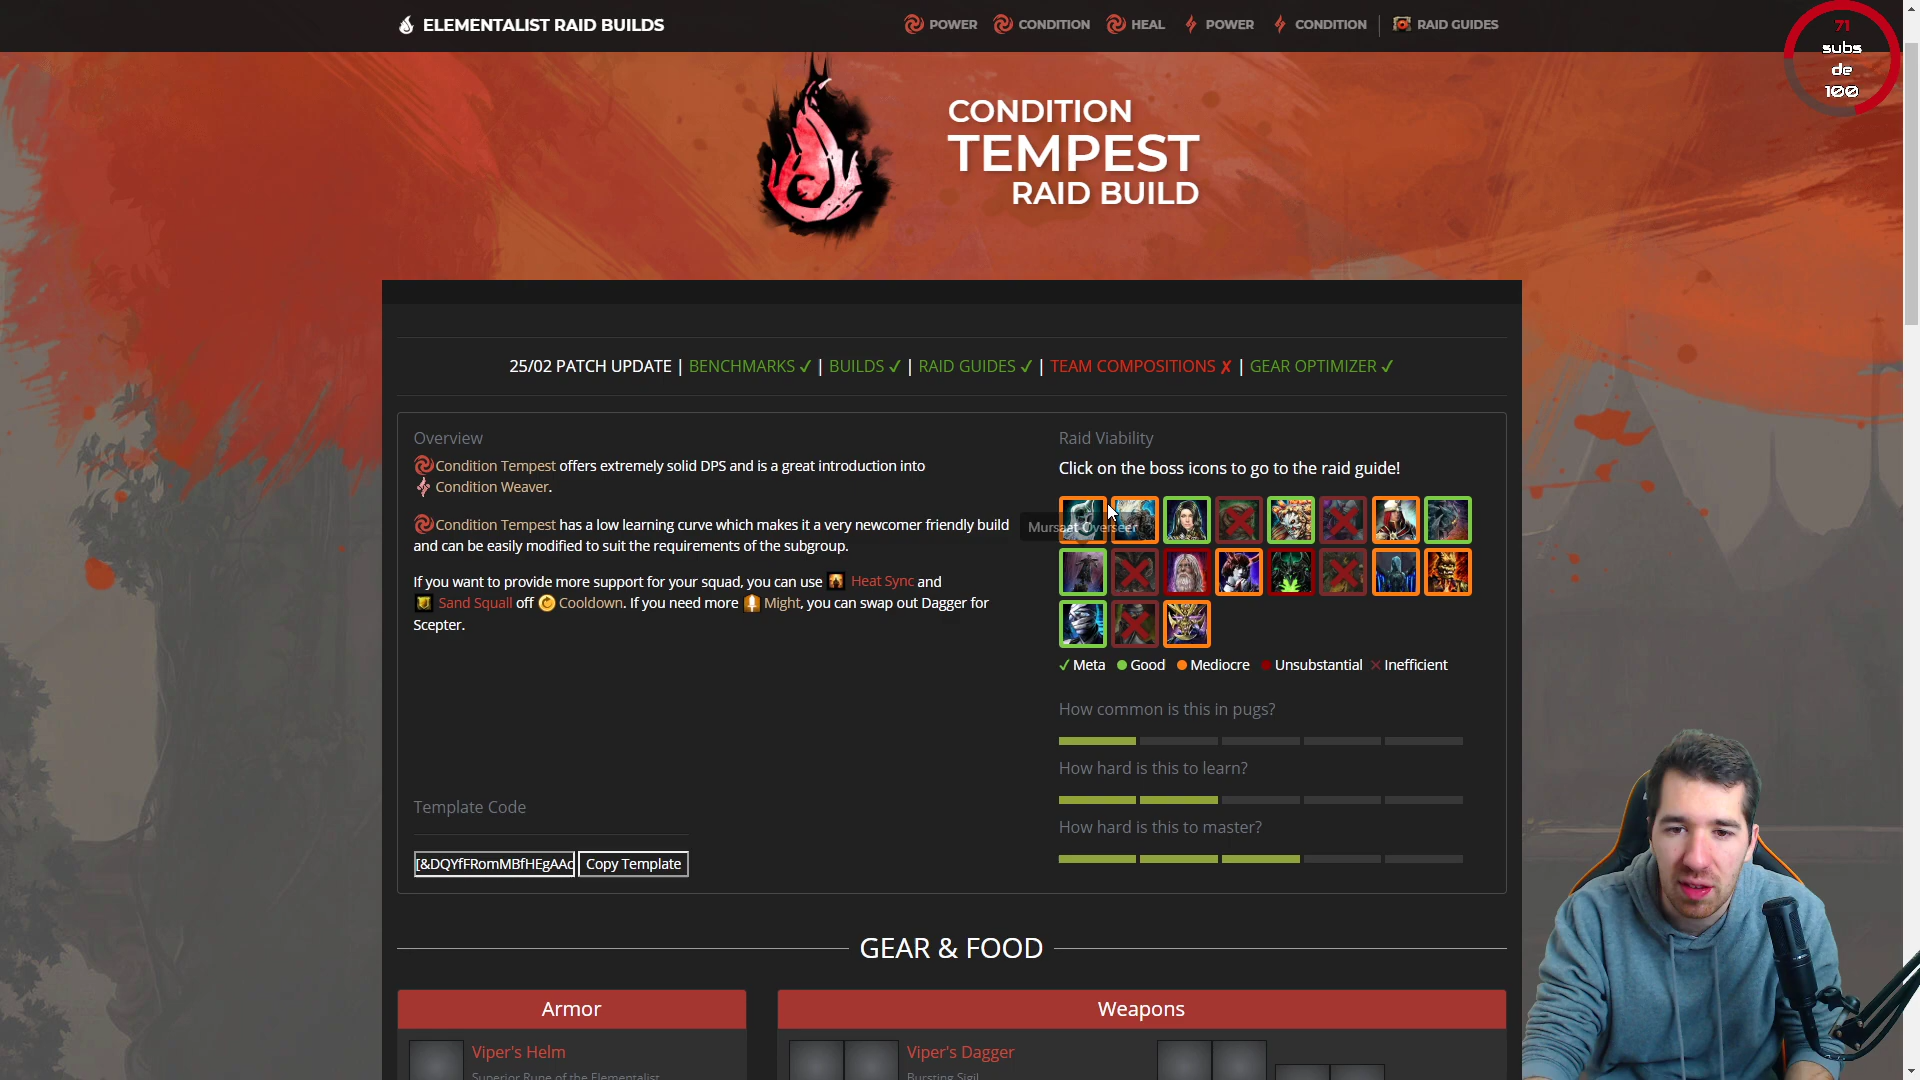 ELEMENTALIST RAID BUILDS
POWER
CONDITION
HEAL
POWER
CONDITION
RAID GUIDES
71
subs
de
100
CONDITION
TEMPEST
RAID BUILD
25/02 PATCH UPDATE | BENCHMARKS ✓ | BUILDS ✓ | RAID GUIDES ✓ | TEAM COMPOSITIONS ✗ | GEAR OPTIMIZER ✓
Overview
Condition Tempest offers extremely solid DPS and is a great introduction into
Condition Weaver.
Condition Tempest has a low learning curve which makes it a very newcomer friendly build
and can be easily modified to suit the requirements of the subgroup.
If you want to provide more support for your squad, you can use Heat Sync and
Sand Squall off Cooldown. If you need more Might, you can swap out Dagger for
Scepter.
Template Code
[&DQYfFRomMBfHEgAAc
Copy Template
Raid Viability
Click on the boss icons to go to the raid guide!
Mursaat Overseer
✓ Meta Good Mediocre Unsubstantial ✗ Inefficient
How common is this in pugs?
How hard is this to learn?
How hard is this to master?
GEAR & FOOD
Armor
Weapons
Viper's Helm
Superior Rune of the Elementalist
Viper's Dagger
Bursting Sigil